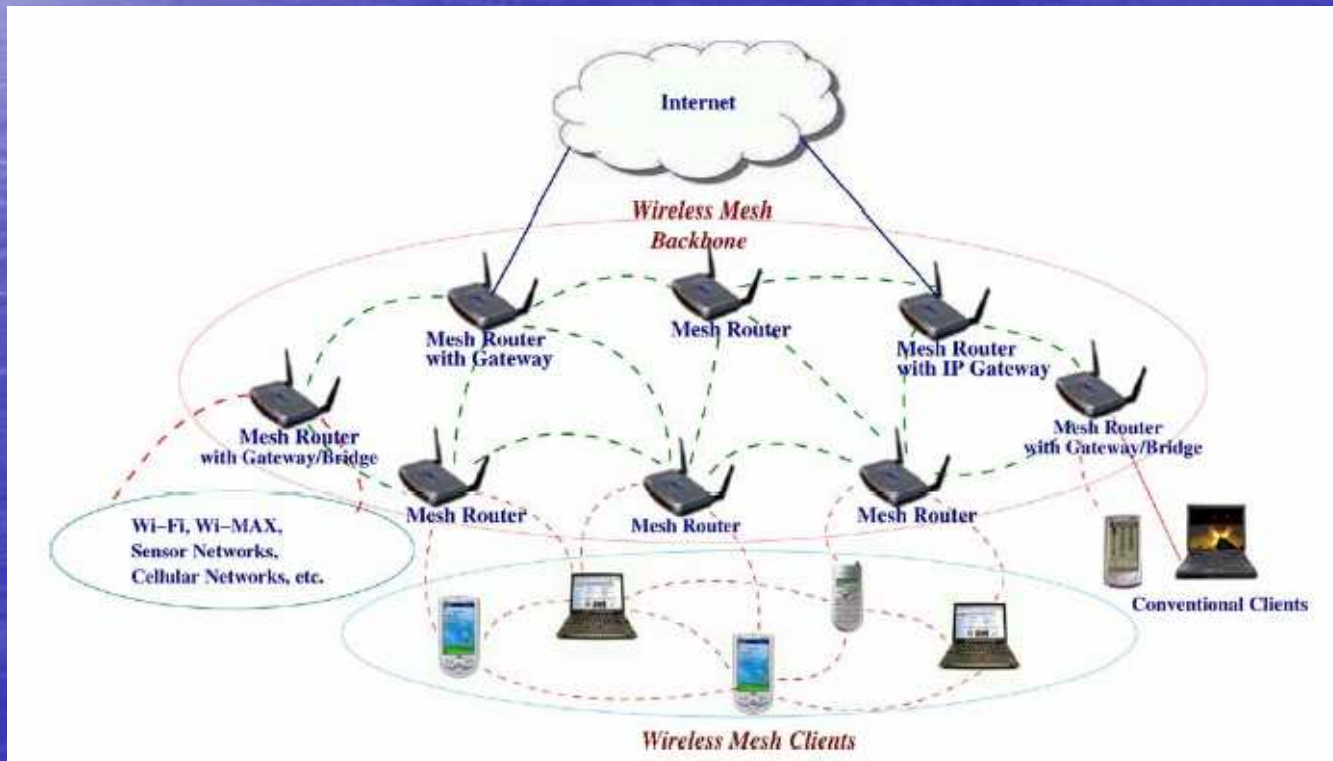 Internet
Wireless Mesh
Backbone
Mesh Router
with Gateway
Mesh Router
Mesh Router
with IP Gateway
Mesh Router
with Gateway/Bridge
Mesh Router
with Gateway/Bridge
Mesh Router
Mesh Router
Mesh Router
Wi-Fi, Wi-MAX,
Sensor Networks,
Cellular Networks, etc.
Conventional Clients
Wireless Mesh Clients